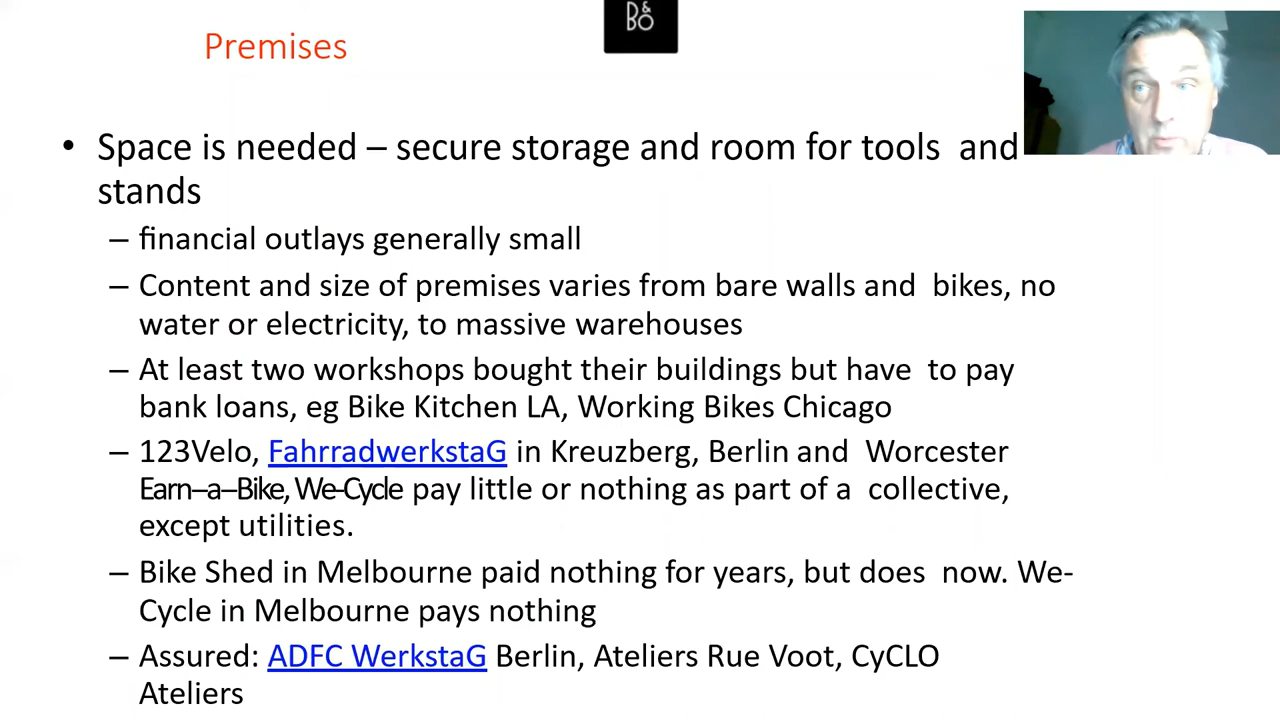 D&
BO
Premises
• Space is needed – secure storage and room for tools and
stands
– financial outlays generally small
– Content and size of premises varies from bare walls and bikes, no
water or electricity, to massive warehouses
– At least two workshops bought their buildings but have to pay
bank loans, eg Bike Kitchen LA, Working Bikes Chicago
– 123Velo, FahrradwerkstaG in Kreuzberg, Berlin and Worcester
Earn–a–Bike, We-Cycle pay little or nothing as part of a collective,
except utilities.
– Bike Shed in Melbourne paid nothing for years, but does now. We-
Cycle in Melbourne pays nothing
– Assured: ADFC WerkstaG Berlin, Ateliers Rue Voot, CyCLO
Ateliers